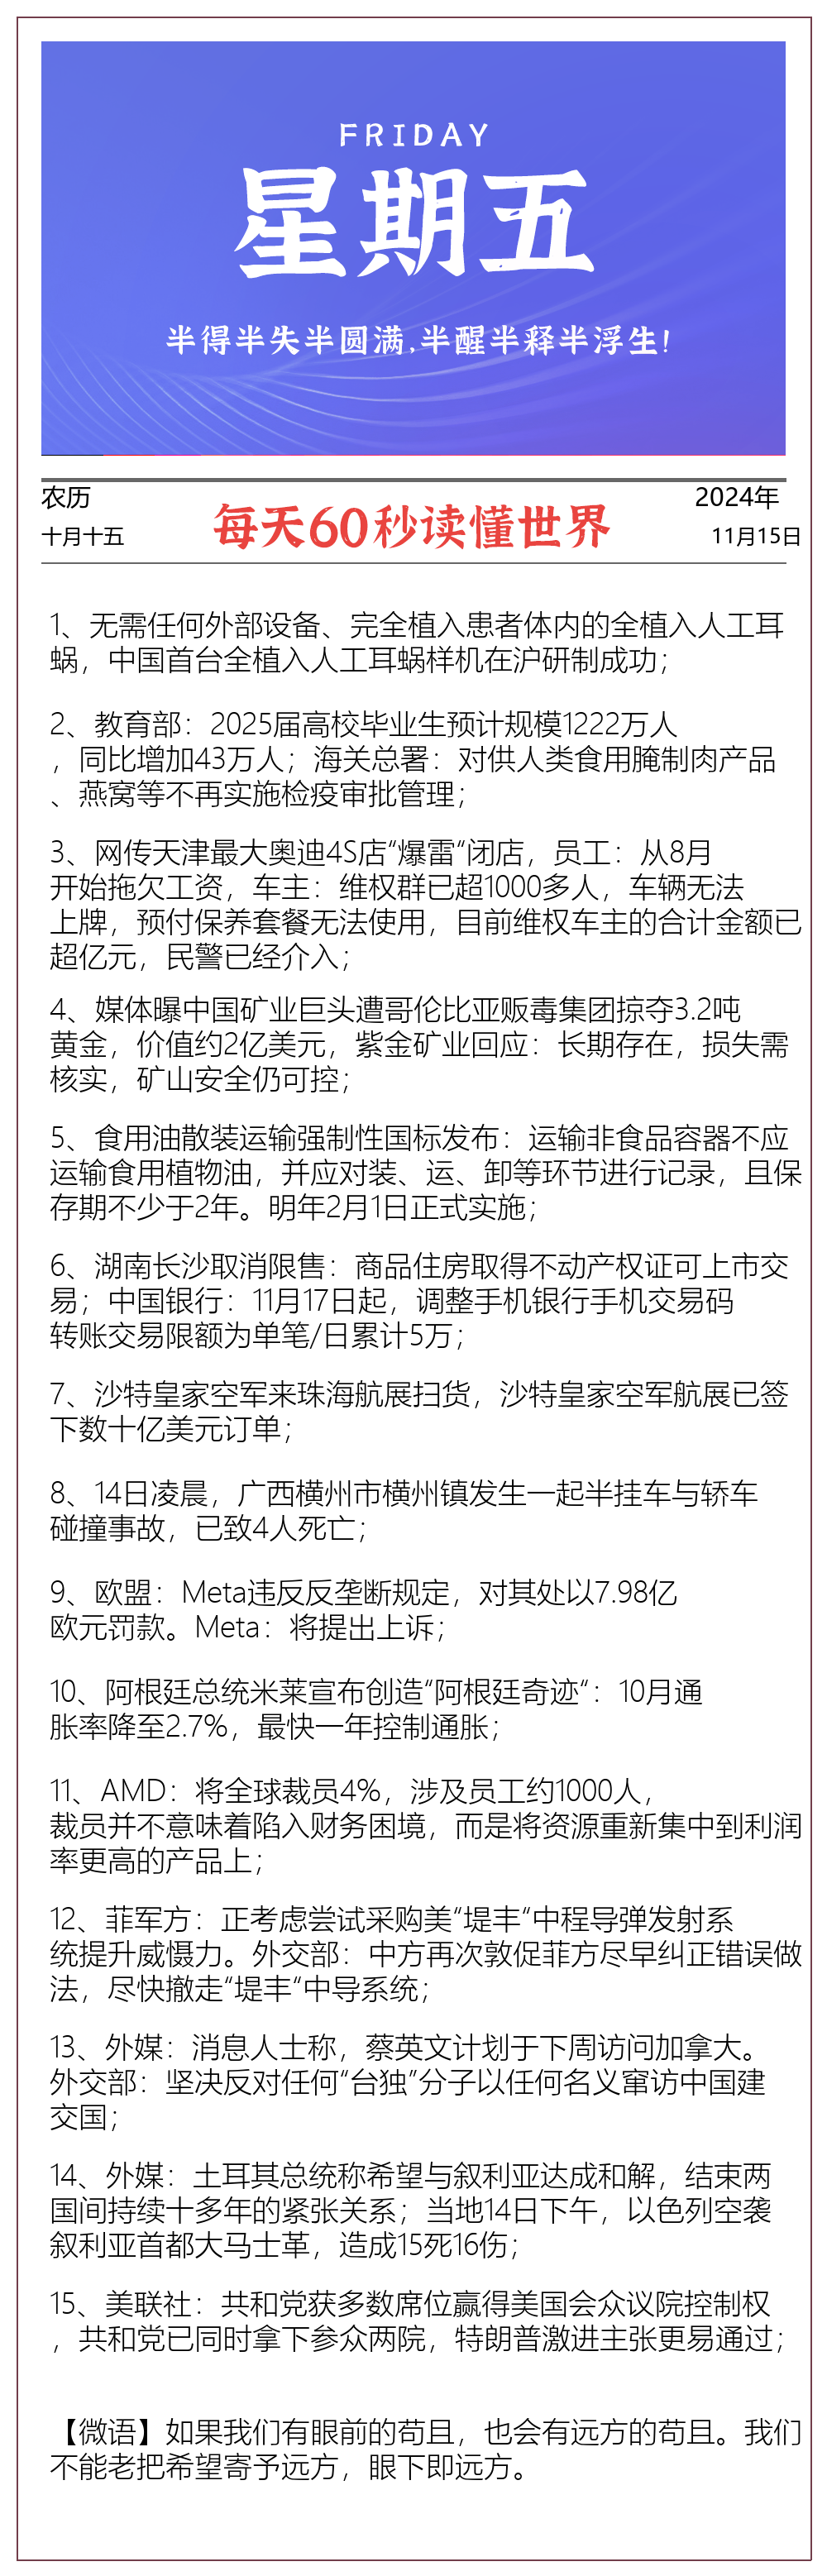 FRIDAY
星期五
半得半失半圆满,半醒半释半浮生!
农历
十月十五
每天60秒读懂世界
2024年
11月15日
1、无需任何外部设备、完全植入患者体内的全植入人工耳
蜗，中国首台全植入人工耳蜗样机在沪研制成功；
2、教育部：2025届高校毕业生预计规模1222万人
，同比增加43万人；海关总署：对供人类食用腌制肉产品
、燕窝等不再实施检疫审批管理；
3、网传天津最大奥迪4S店“爆雷“闭店，员工：从8月
开始拖欠工资，车主：维权群已超1000多人，车辆无法
上牌，预付保养套餐无法使用，目前维权车主的合计金额已
超亿元，民警已经介入；
4、媒体曝中国矿业巨头遭哥伦比亚贩毒集团掠夺3.2吨
黄金，价值约2亿美元，紫金矿业回应：长期存在，损失需
核实，矿山安全仍可控；
5、食用油散装运输强制性国标发布：运输非食品容器不应
运输食用植物油，并应对装、运、卸等环节进行记录，且保
存期不少于2年。明年2月1日正式实施；
6、湖南长沙取消限售：商品住房取得不动产权证可上市交
易；中国银行：11月17日起，调整手机银行手机交易码
转账交易限额为单笔/日累计5万；
7、沙特皇家空军来珠海航展扫货，沙特皇家空军航展已签
下数十亿美元订单；
8、14日凌晨，广西横州市横州镇发生一起半挂车与轿车
碰撞事故，已致4人死亡；
9、欧盟：Meta违反反垄断规定，对其处以7.98亿
欧元罚款。Meta：将提出上诉；
10、阿根廷总统米莱宣布创造“阿根廷奇迹“：10月通
胀率降至2.7%，最快一年控制通胀；
11、AMD：将全球裁员4%，涉及员工约1000人，
裁员并不意味着陷入财务困境，而是将资源重新集中到利润
率更高的产品上；
12、菲军方：正考虑尝试采购美“堤丰“中程导弹发射系
统提升威慑力。外交部：中方再次敦促菲方尽早纠正错误做
法，尽快撤走“堤丰“中导系统；
13、外媒：消息人士称，蔡英文计划于下周访问加拿大。
外交部：坚决反对任何“台独”分子以任何名义窜访中国建
交国；
14、外媒：土耳其总统称希望与叙利亚达成和解，结束两
国间持续十多年的紧张关系；当地14日下午，以色列空袭
叙利亚首都大马士革，造成15死16伤；
15、美联社：共和党获多数席位赢得美国会众议院控制权
，共和党已同时拿下参众两院，特朗普激进主张更易通过；
【微语】如果我们有眼前的苟且，也会有远方的苟且。我们
不能老把希望寄予远方，眼下即远方。